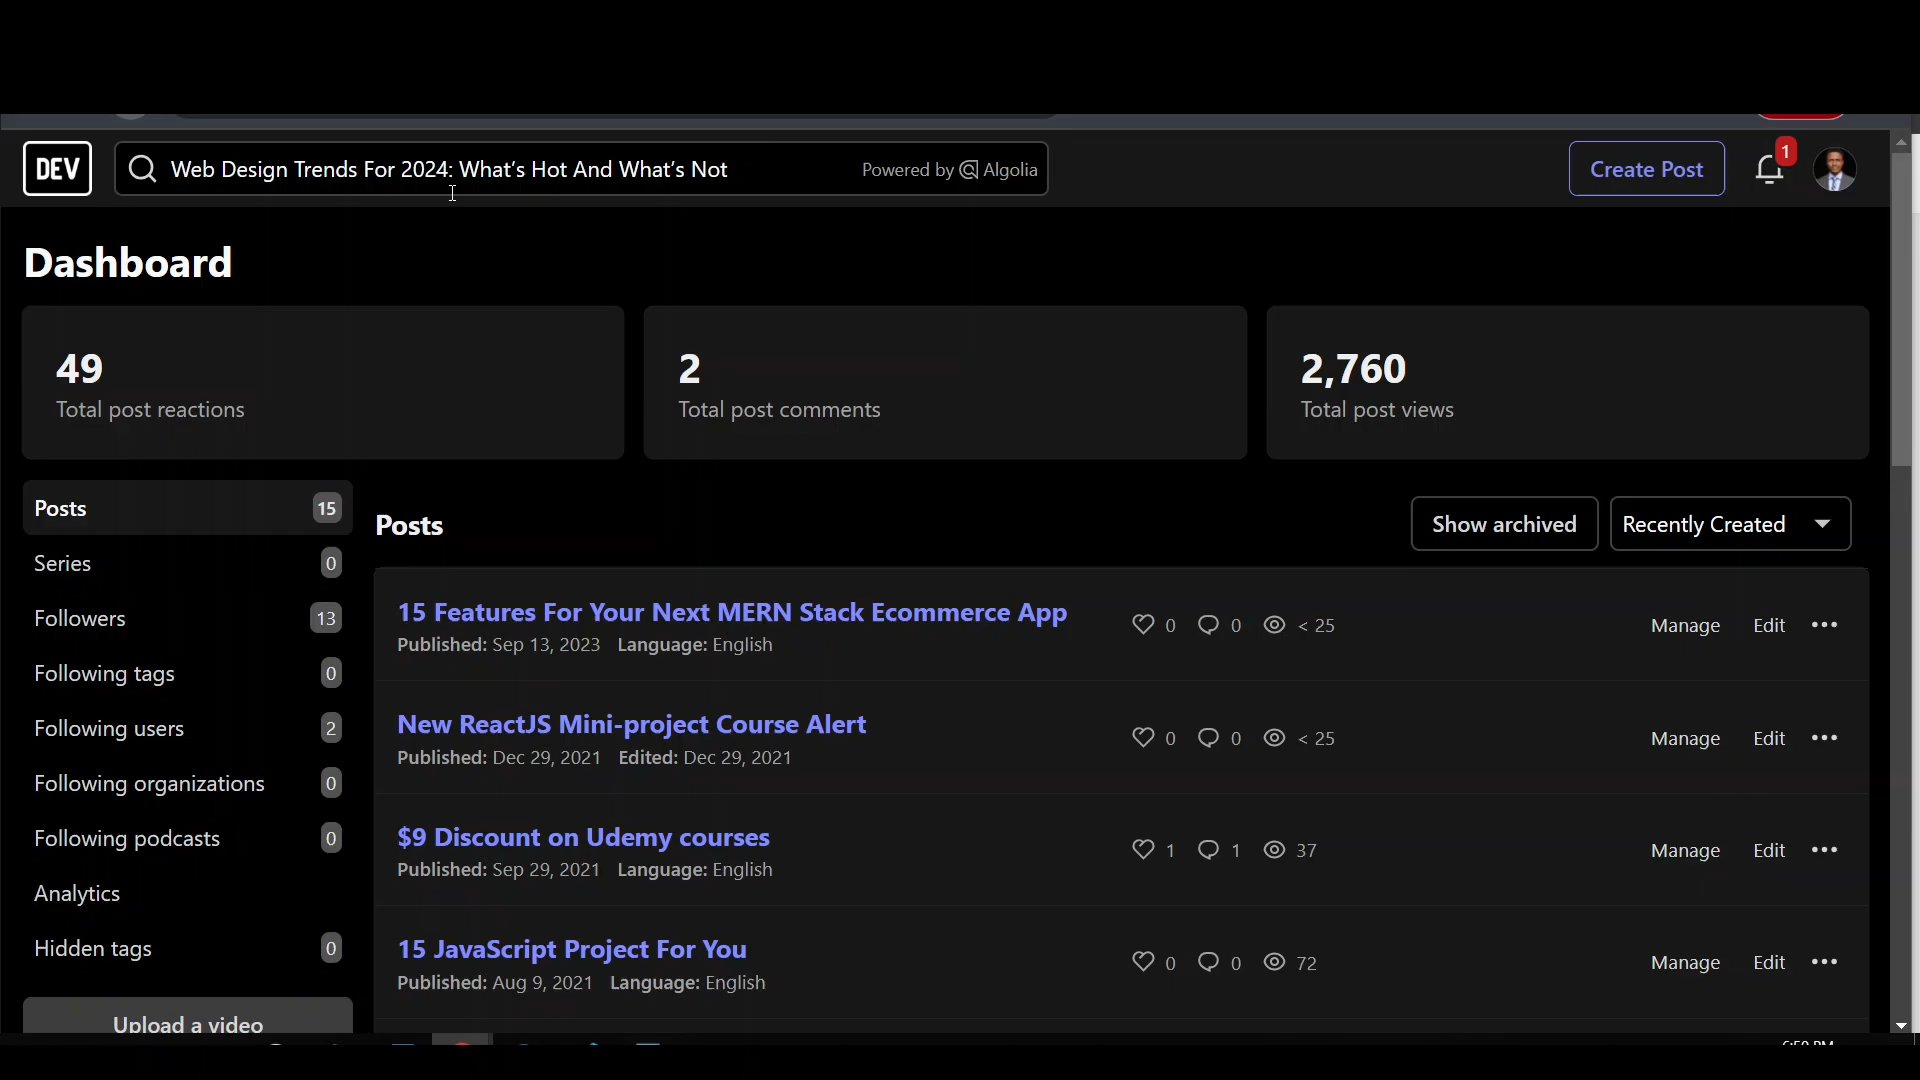 DEV
Web Design Trends For 2024: What's Hot And What's Not
Powered by Algolia
Create Post
1
Dashboard
49
Total post reactions
2
Total post comments
2,760
Total post views
Posts 15
Series 0
Followers 13
Following tags 0
Following users 2
Following organizations 0
Following podcasts 0
Analytics
Hidden tags 0
Upload a video
Posts
Show archived
Recently Created
15 Features For Your Next MERN Stack Ecommerce App
Published: Sep 13, 2023 Language: English
0 0 < 25
Manage Edit
New ReactJS Mini-project Course Alert
Published: Dec 29, 2021 Edited: Dec 29, 2021
0 0 < 25
Manage Edit
$9 Discount on Udemy courses
Published: Sep 29, 2021 Language: English
1 1 37
Manage Edit
15 JavaScript Project For You
Published: Aug 9, 2021 Language: English
0 0 72
Manage Edit